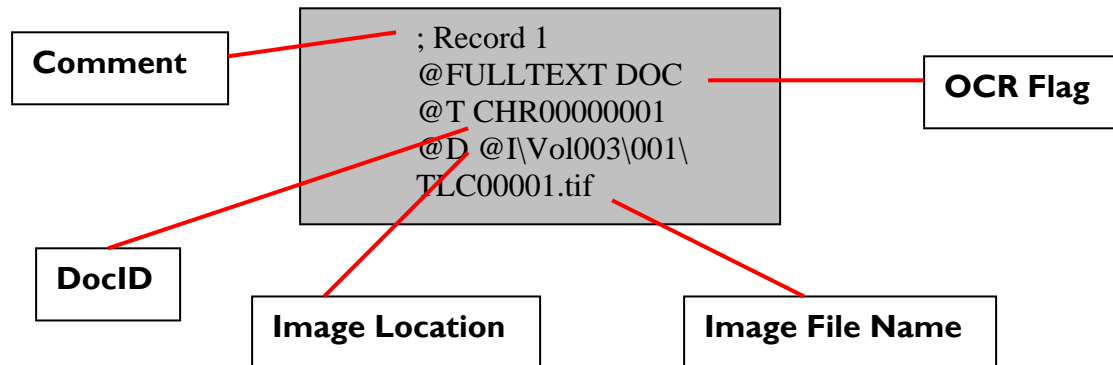 Comment
; Record 1
@FULLTEXT DOC
@T CHR00000001
@D @I\Vol003\001\
TLC00001.tif
OCR Flag
DocID
Image Location
Image File Name